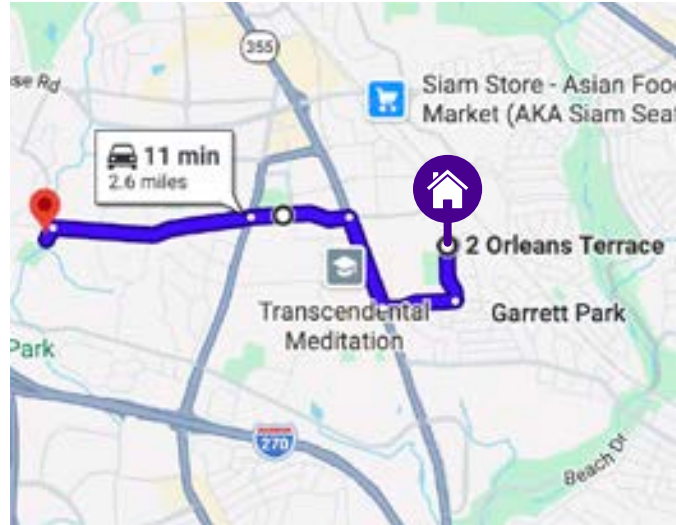 355
se Rd
Siam Store - Asian Foo
Market (AKA Siam Seaf
11 min
2.6 miles
2 Orleans Terrace
Transcendental
Meditation
Garrett Park
Park
270
Beach Dr